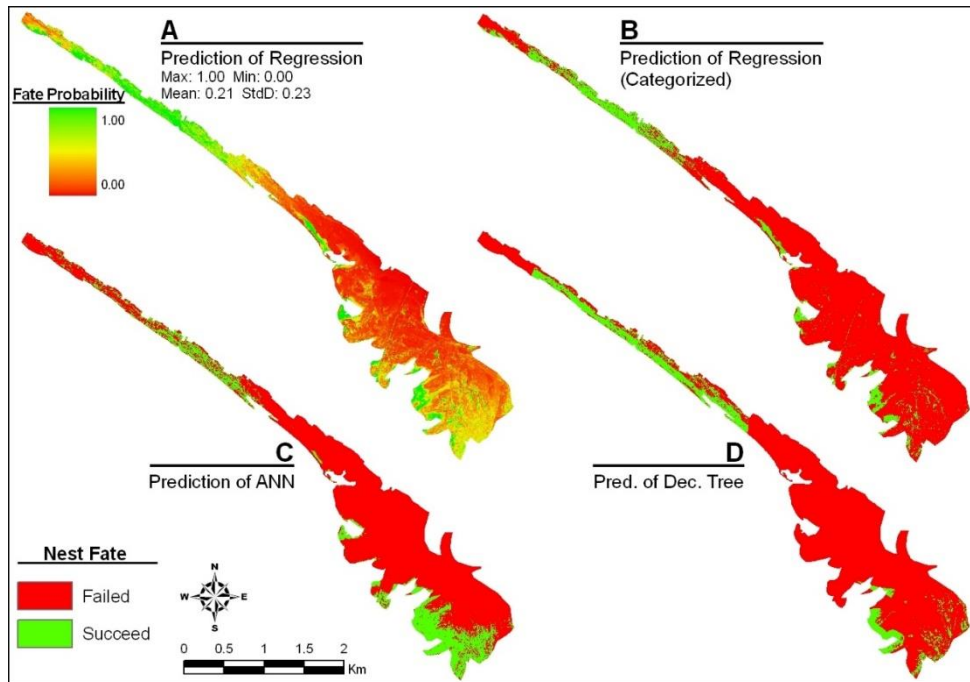 A
Prediction of Regression
Max: 1.00 Min: 0.00
Mean: 0.21 StdD: 0.23
Fate Probability
1.00
0.00
B
Prediction of Regression
(Categorized)
C
Prediction of ANN
D
Pred. of Dec. Tree
Nest Fate
Failed
Succeed
N
W E
S
0 0.5 1 1.5 2
Km